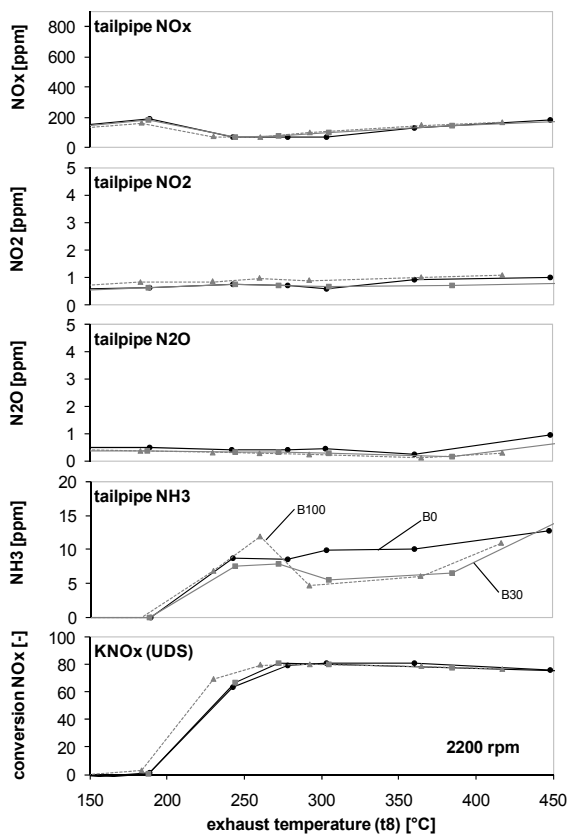 tailpipe NOx
NOx [ppm]
800
600
400
200
0
tailpipe NO2
NO2 [ppm]
5
4
3
2
1
0
tailpipe N2O
N2O [ppm]
5
4
3
2
1
0
tailpipe NH3
NH3 [ppm]
20
15
10
5
0
B100
B0
B30
KNOx (UDS)
conversion NOx [-]
100
80
60
40
20
0
2200 rpm
150 200 250 300 350 400 450
exhaust temperature (t8) [°C]